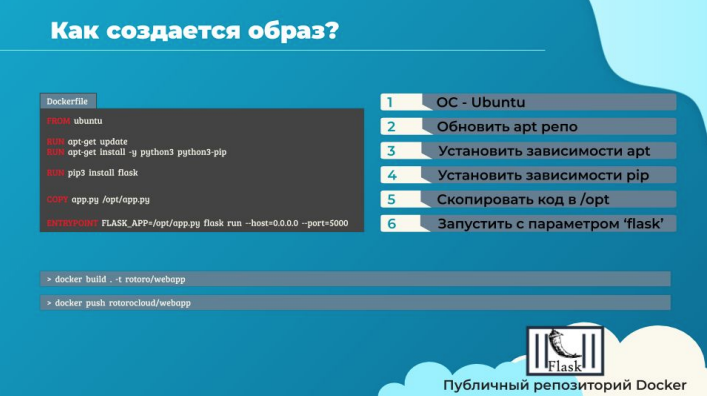 Как создается образ?
Dockerfile
FROM ubuntu
RUN apt-get update
RUN apt-get install -y python3 python3-pip
RUN pip3 install flask
COPY app.py /opt/app.py
ENTRYPOINT FLASK_APP=/opt/app.py flask run --host=0.0.0.0 --port=5000
1 ОС - Ubuntu
2 Обновить apt репо
3 Установить зависимости apt
4 Установить зависимости pip
5 Скопировать код в /opt
6 Запустить с параметром ‘flask’
> docker build . -t rotoro/webapp
> docker push rotorocloud/webapp
Flask
Публичный репозиторий Docker